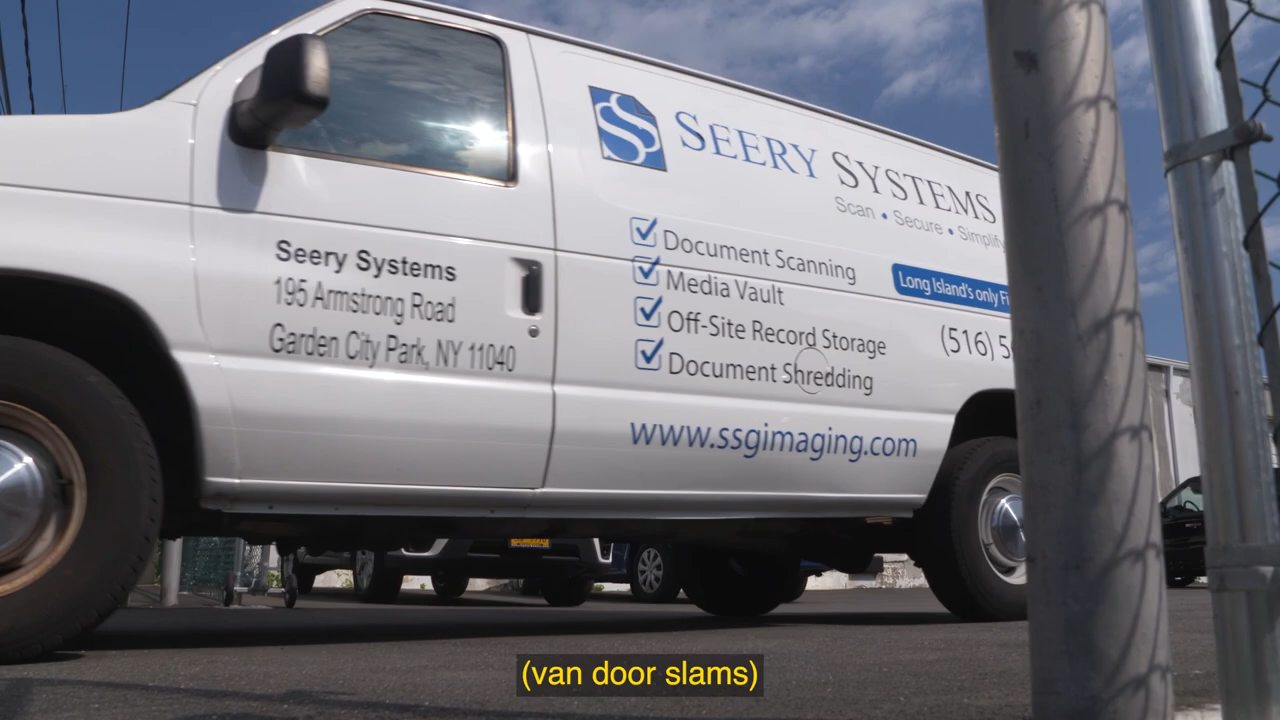 SEERY SYSTEMS
Scan • Secure • Simplify
Seery Systems
195 Armstrong Road
Garden City Park, NY 11040
Document Scanning
Media Vault
Off-Site Record Storage
Document Shredding
Long Island's only
(516)
www.ssgimaging.com
(van door slams)